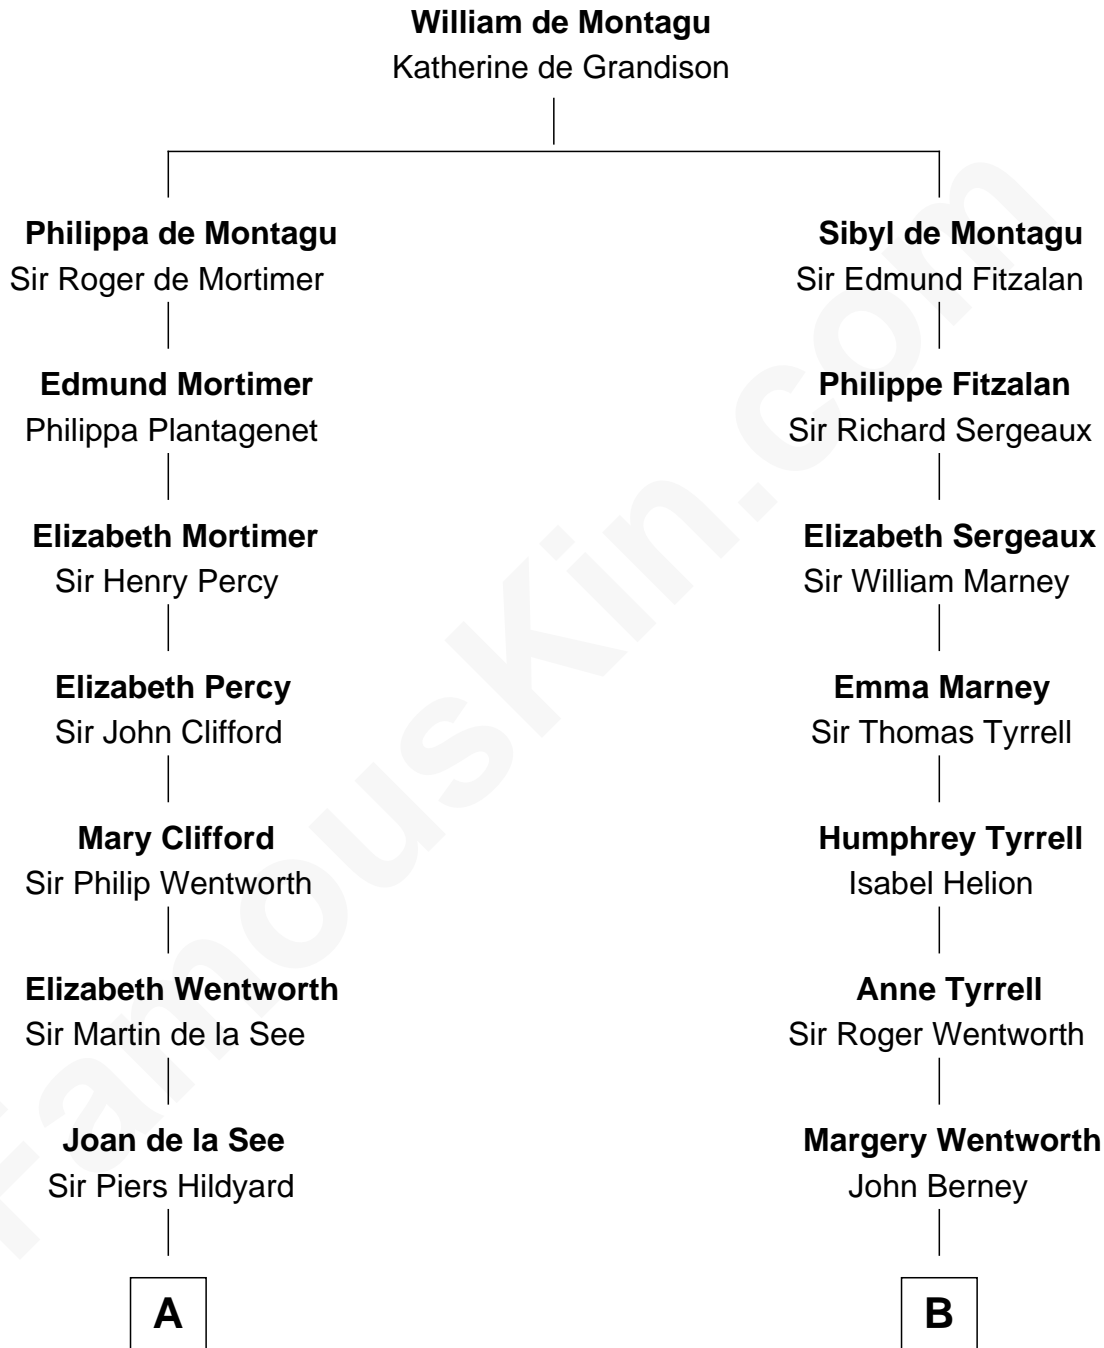 William de Montagu
Katherine de Grandison
Philippa de Montagu
Sir Roger de Mortimer
Sibyl de Montagu
Sir Edmund Fitzalan
Edmund Mortimer
Philippa Plantagenet
Philippe Fitzalan
Sir Richard Sergeaux
Elizabeth Mortimer
Sir Henry Percy
Elizabeth Sergeaux
Sir William Marney
Elizabeth Percy
Sir John Clifford
Emma Marney
Sir Thomas Tyrrell
Mary Clifford
Sir Philip Wentworth
Humphrey Tyrrell
Isabel Helion
Elizabeth Wentworth
Sir Martin de la See
Anne Tyrrell
Sir Roger Wentworth
Joan de la See
Sir Piers Hildyard
Margery Wentworth
John Berney
A
B
FamousKin.com